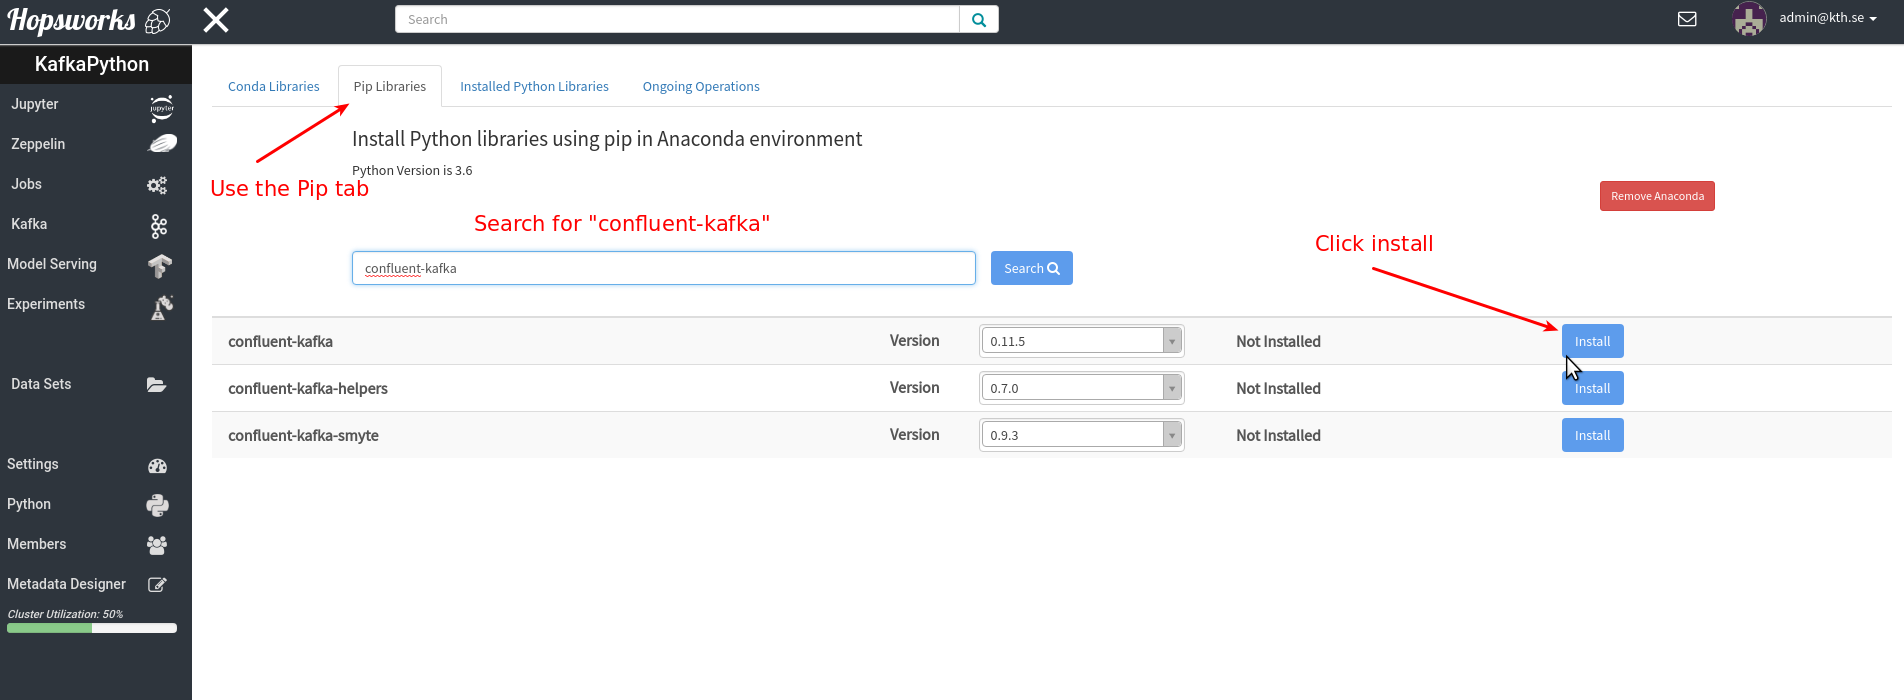 Hopsworks
Search
admin@kth.se
KafkaPython
Jupyter
jupyter
Zeppelin
Jobs
Kafka
Model Serving
Experiments
Data Sets
Settings
Python
Members
Metadata Designer
Cluster Utilization: 50%
Conda Libraries
Pip Libraries
Installed Python Libraries
Ongoing Operations
Install Python libraries using pip in Anaconda environment
Python Version is 3.6
Use the Pip tab
Remove Anaconda
Search for "confluent-kafka"
Click install
confluent-kafka
Search
confluent-kafka Version 0.11.5 Not Installed Install
confluent-kafka-helpers Version 0.7.0 Not Installed Install
confluent-kafka-smyte Version 0.9.3 Not Installed Install